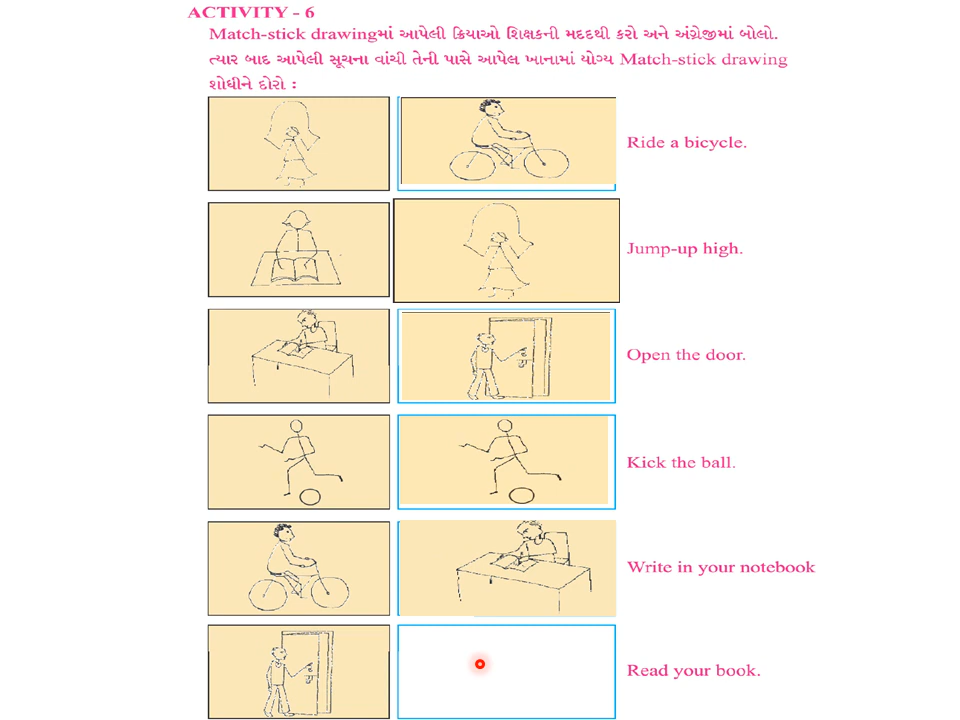 ACTIVITY - 6
Match-stick drawingમાં આપેલી ક્રિયાઓ શિક્ષકની મદદથી કરો અને અંગ્રેજીમાં બોલો.
ત્યાર બાદ આપેલી સૂચના વાંચી તેની પાસે આપેલ ખાનામાં યોગ્ય Match-stick drawing
શોધીને દોરો :
Ride a bicycle.
Jump-up high.
Open the door.
Kick the ball.
Write in your notebook
Read your book.